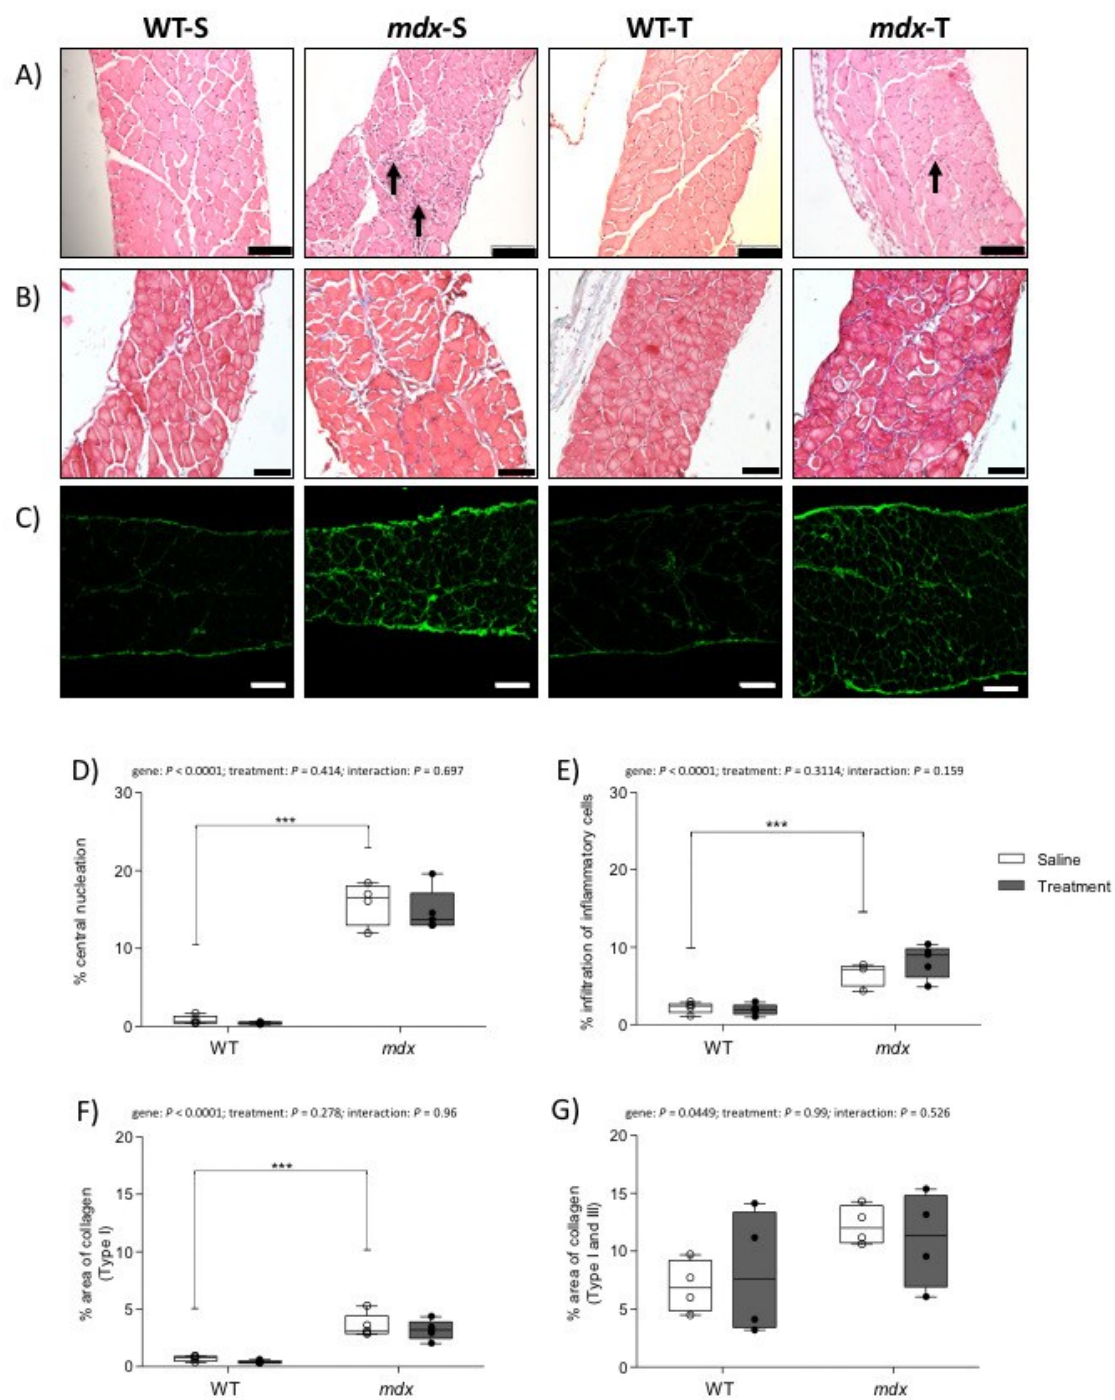 WT-S mdx-S WT-T mdx-T
A)
B)
C)
D) gene: P < 0.0001; treatment: P = 0.414; interaction: P = 0.697
30
20
10
0
% central nucleation
***
WT mdx
E) gene: P < 0.0001; treatment: P = 0.3114; interaction: P = 0.159
30
20
10
0
% infiltration of inflammatory cells
***
WT mdx
Saline
Treatment
F) gene: P < 0.0001; treatment: P = 0.278; interaction: P = 0.96
20
15
10
5
0
% area of collagen
(Type I)
***
WT mdx
G) gene: P = 0.0449; treatment: P = 0.99; interaction: P = 0.526
20
15
10
5
0
% area of collagen
(Type I and III)
WT mdx